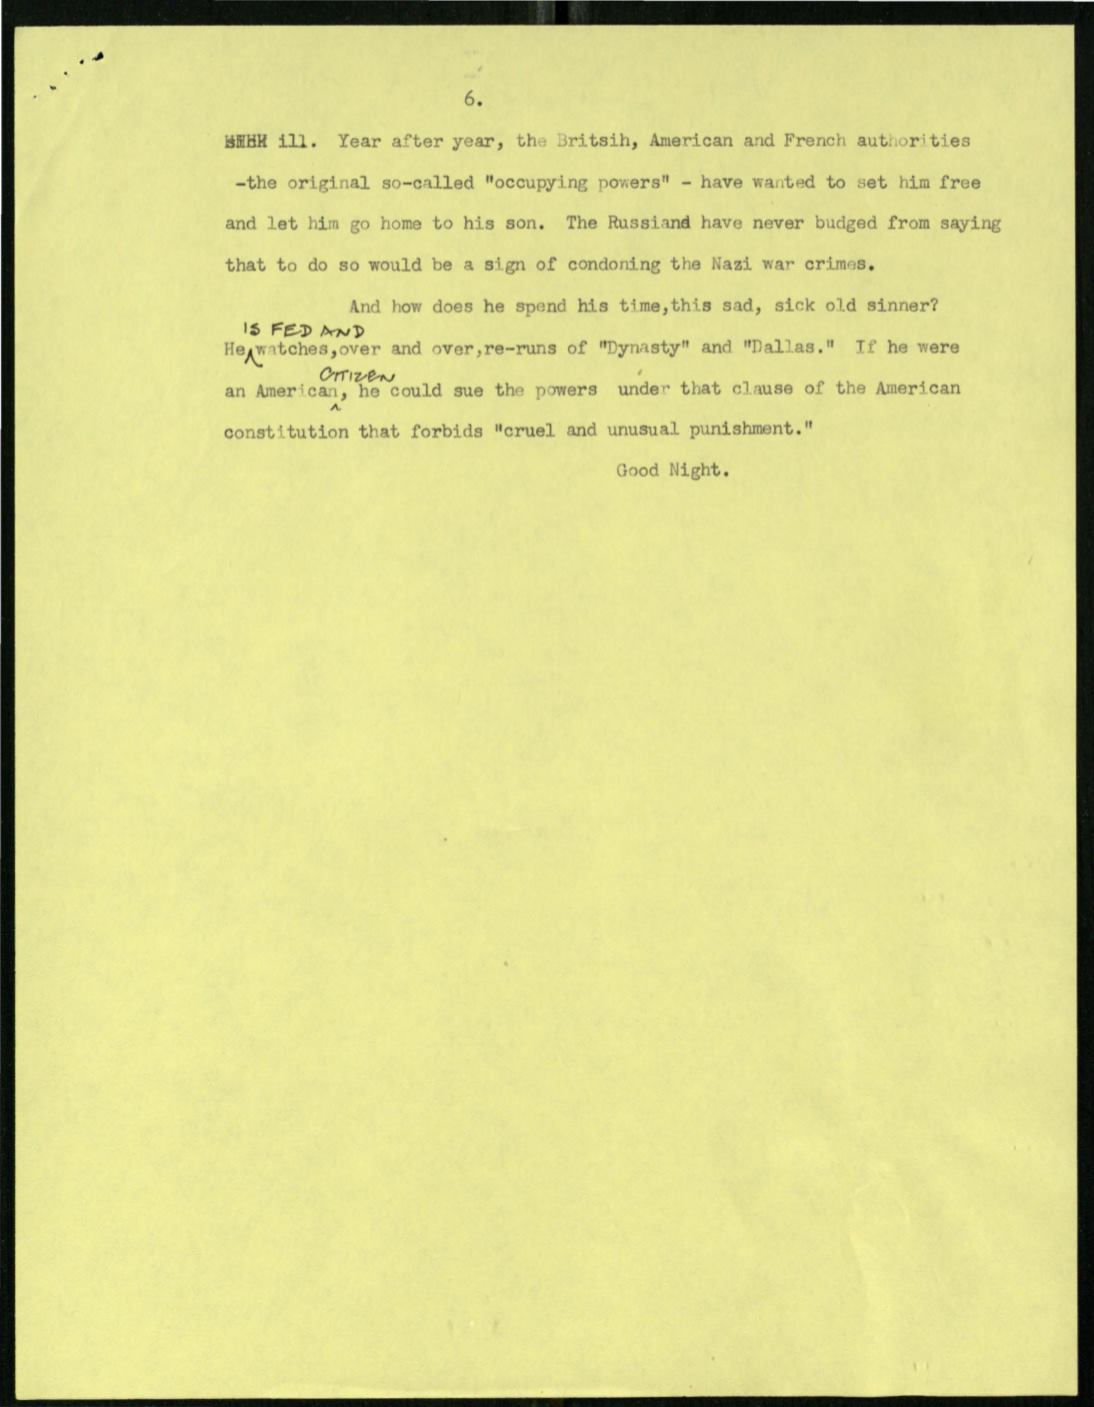 6.
ill. Year after year, the Britsih, American and French authorities
-the original so-called "occupying powers" - have wanted to set him free
and let him go home to his son. The Russiand have never budged from saying
that to do so would be a sign of condoning the Nazi war crimes.
And how does he spend his time,this sad, sick old sinner?
IS FED AND
He watches,over and over,re-runs of "Dynasty" and "Dallas." If he were
CITIZEN
an American, he could sue the powers under that clause of the American
constitution that forbids "cruel and unusual punishment."
Good Night.